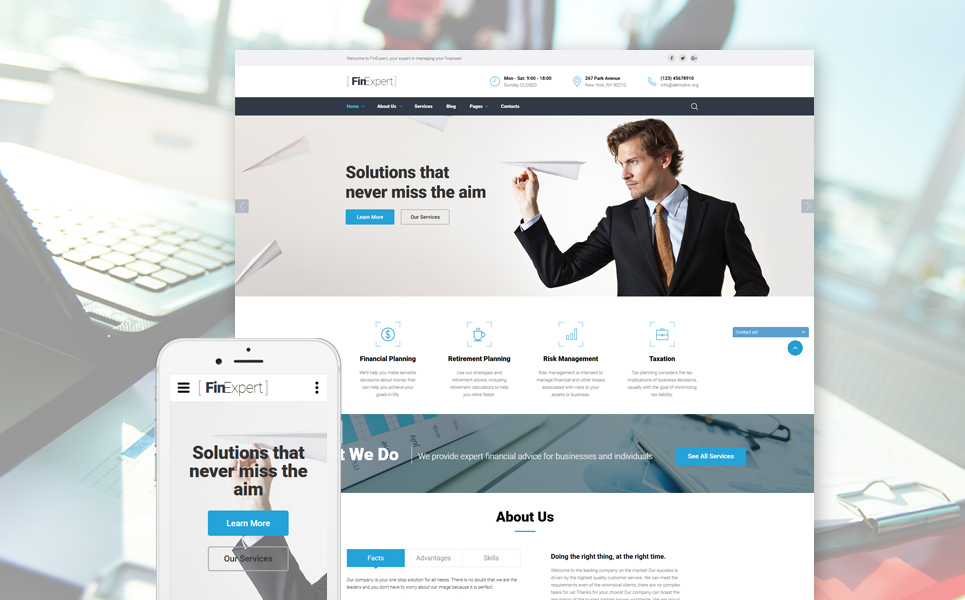 Welcome to FinExpert, your expert in managing your finances!
[ FinExpert ]
Mon - Sat: 9:00 - 18:00
Sunday CLOSED
267 Park Avenue
New York, NY 90210
(123) 45678910
info@demolink.org
Home
About Us
Services
Blog
Pages
Contacts
Solutions that
never miss the aim
Learn More
Our Services
Financial Planning
We'll help you make sensible
decisions about money that
can help you achieve your
goals in life.
Retirement Planning
Use our strategies and
retirement advice, including
retirement calculators to help
you retire faster.
Risk Management
Risk management is intended to
manage financial and other losses
associated with risks to your
assets or business.
Taxation
Tax planning considers the tax
implications of business decisions,
usually with the goal of minimizing
tax liability.
Contact us!
t We Do
We provide expert financial advice for businesses and individuals
See All Services
About Us
Facts
Advantages
Skills
Our company is your one stop solution for all needs. There is no doubt that we are the
leaders and you don't have to worry about our image because it is perfect.
Doing the right thing, at the right time.
Welcome to the leading company on the market! Our success is
driven by the highest quality customer service. We can meet the
requirements even of the whimsical clients, there are no complex
tasks for us! Thanks for your choice! Our company can boast the
[ FinExpert ]
Solutions that
never miss the
aim
Learn More
Our Services